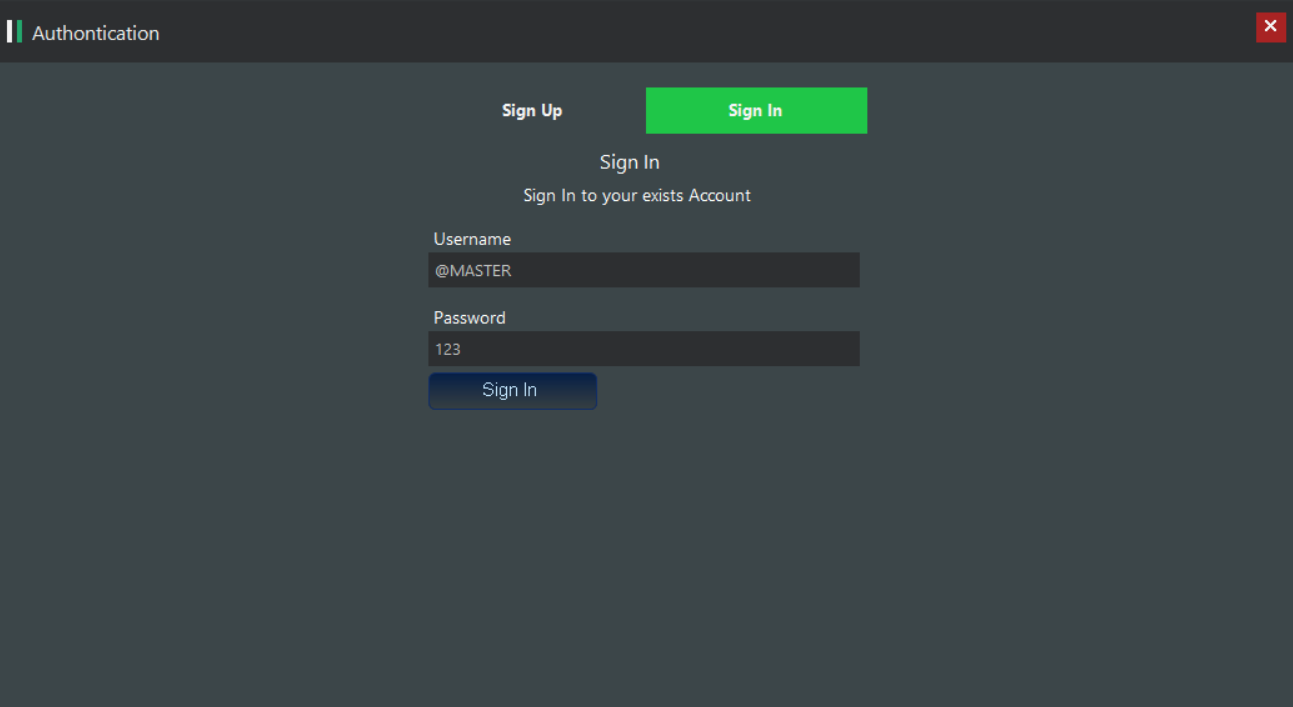 Authontication
Sign Up Sign In
Sign In
Sign In to your exists Account
Username
@MASTER
Password
123
Sign In